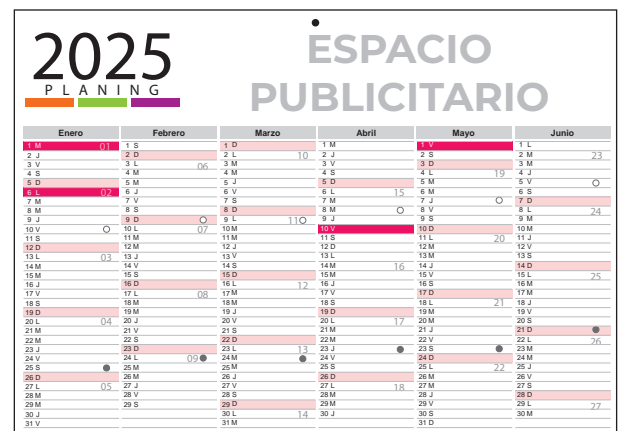 2025
PLANING
ESPACIO
PUBLICITARIO
Enero
1 M 01
2 J
3 V
4 S
5 D
6 L 02
7 M
8 M
9 J
10 V
11 S
12 D
13 L 03
14 M
15 M
16 J
17 V
18 S
19 D
20 L 04
21 M
22 M
23 J
24 V
25 S
26 D
27 L 05
28 M
29 M
30 J
31 V
Febrero
1 S
2 D
3 L 06
4 M
5 M
6 J
7 V
8 S
9 D
10 L 07
11 M
12 M
13 J
14 V
15 S
16 D
17 L 08
18 M
19 M
20 J
21 V
22 S
23 D
24 L 09
25 M
26 M
27 J
28 V
29 S
Marzo
1 D
2 L 10
3 M
4 M
5 J
6 V
7 S
8 D
9 L 11
10 M
11 M
12 J
13 V
14 S
15 D
16 L 12
17 M
18 M
19 J
20 V
21 S
22 D
23 L 13
24 M
25 M
26 J
27 V
28 S
29 D
30 L 14
31 M
Abril
1 M
2 J
3 V
4 S
5 D
6 L 15
7 M
8 M
9 J
10 V
11 S
12 D
13 L
14 M 16
15 M
16 J
17 V
18 S
19 D
20 L 17
21 M
22 M
23 J
24 V
25 S
26 D
27 L 18
28 M
29 M
30 J
Mayo
1 V
2 S
3 D
4 L 19
5 M
6 M
7 J
8 V
9 S
10 D
11 L 20
12 M
13 M
14 J
15 V
16 S
17 D
18 L 21
19 M
20 M
21 J
22 V
23 S
24 D
25 L 22
26 M
27 M
28 J
29 V
30 S
31 D
Junio
1 L
2 M 23
3 M
4 J
5 V
6 S
7 D
8 L 24
9 M
10 M
11 J
12 V
13 S
14 D
15 L 25
16 M
17 M
18 J
19 V
20 S
21 D
22 L 26
23 M
24 M
25 J
26 V
27 S
28 D
29 L 27
30 M